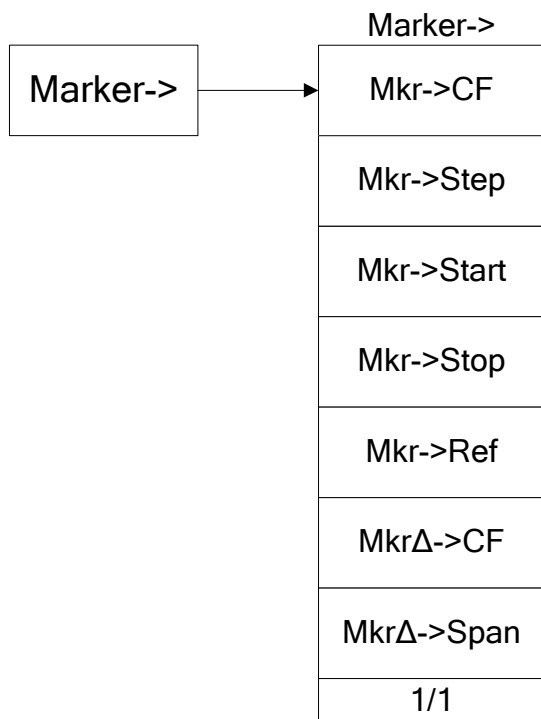 Marker->
Marker->
Mkr->CF
Mkr->Step
Mkr->Start
Mkr->Stop
Mkr->Ref
MkrΔ->CF
MkrΔ->Span
1/1